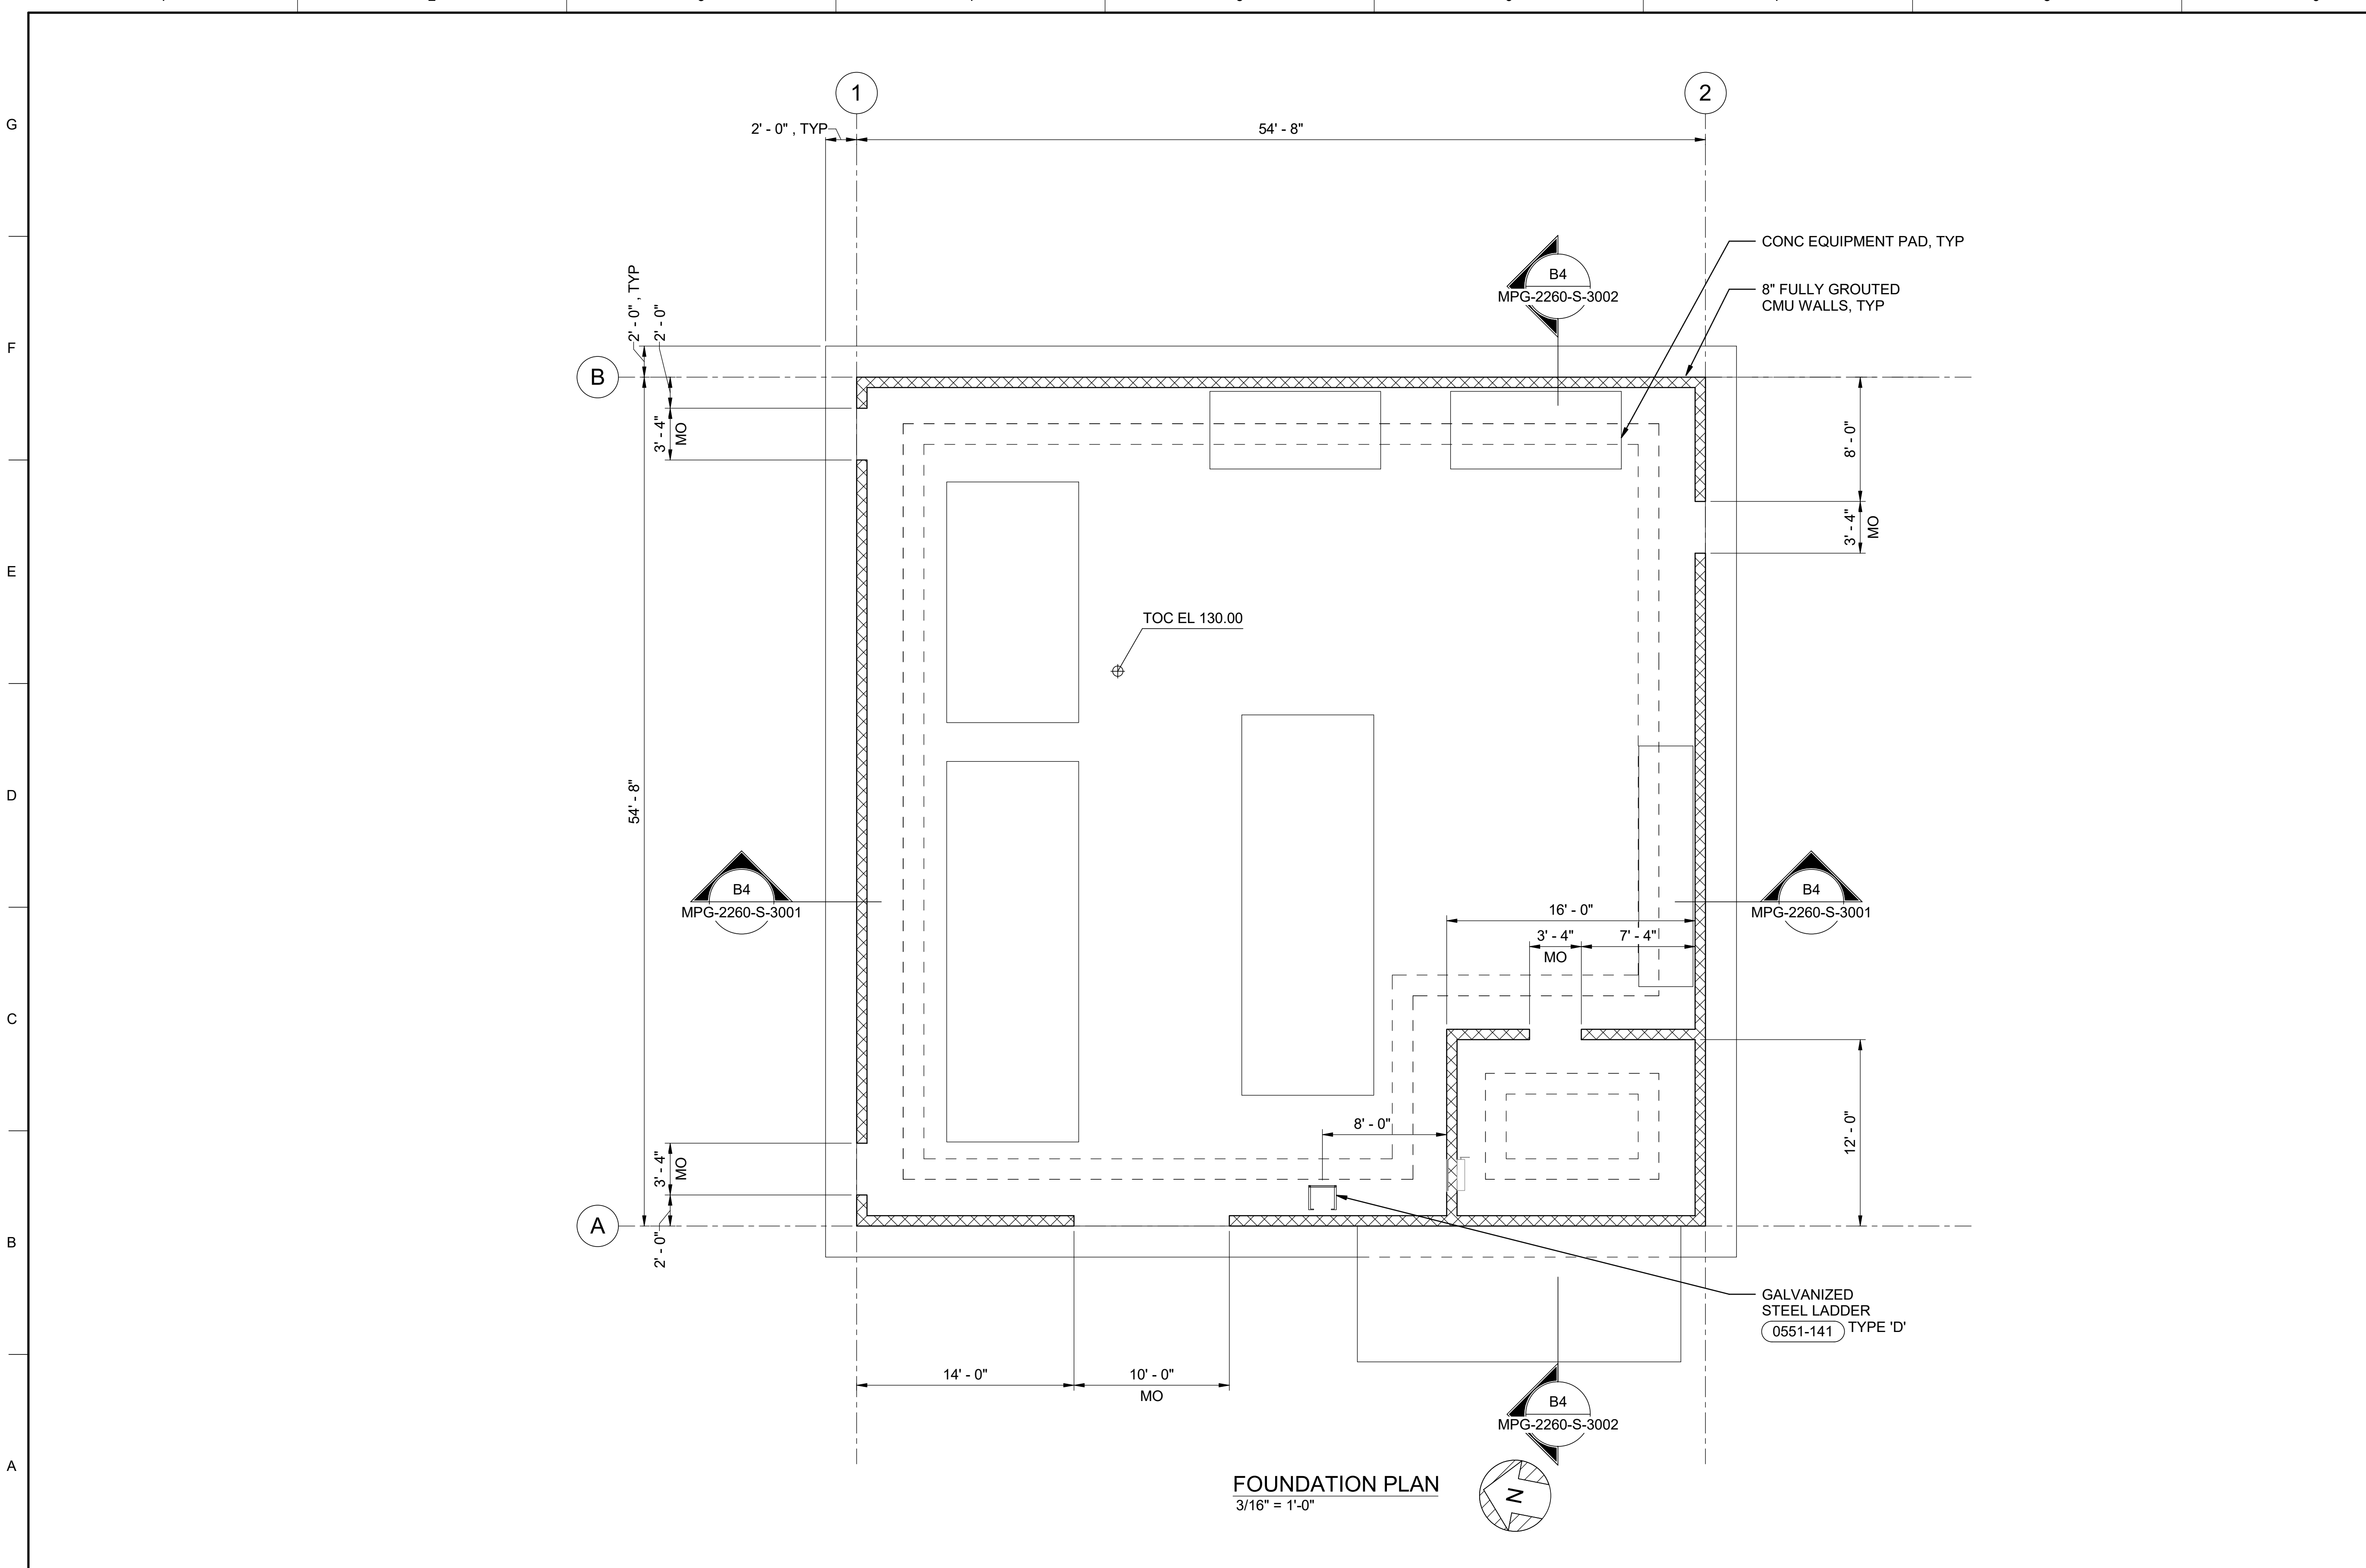 1
2
2' - 0" , TYP
54' - 8"
G
CONC EQUIPMENT PAD, TYP
B4
MPG-2260-S-3002
8" FULLY GROUTED
CMU WALLS, TYP
2' - 0" , TYP
2' - 0"
F
B
3' - 4"
MO
8' - 0"
3' - 4"
MO
E
TOC EL 130.00
D
54' - 8"
B4
MPG-2260-S-3001
B4
MPG-2260-S-3001
16' - 0"
3' - 4"
MO
7' - 4"
C
8' - 0"
12' - 0"
3' - 4"
MO
A
2' - 0"
B
GALVANIZED
STEEL LADDER
0551-141 TYPE 'D'
14' - 0"
10' - 0"
MO
B4
MPG-2260-S-3002
A
FOUNDATION PLAN
3/16" = 1'-0"
N